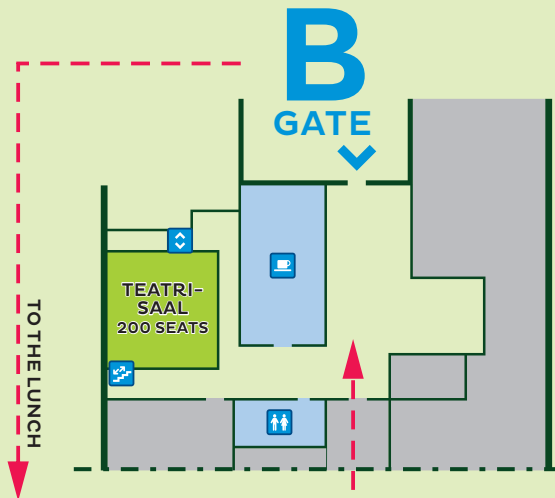 B
GATE
TEATRI-
SAAL
200 SEATS
TO THE LUNCH